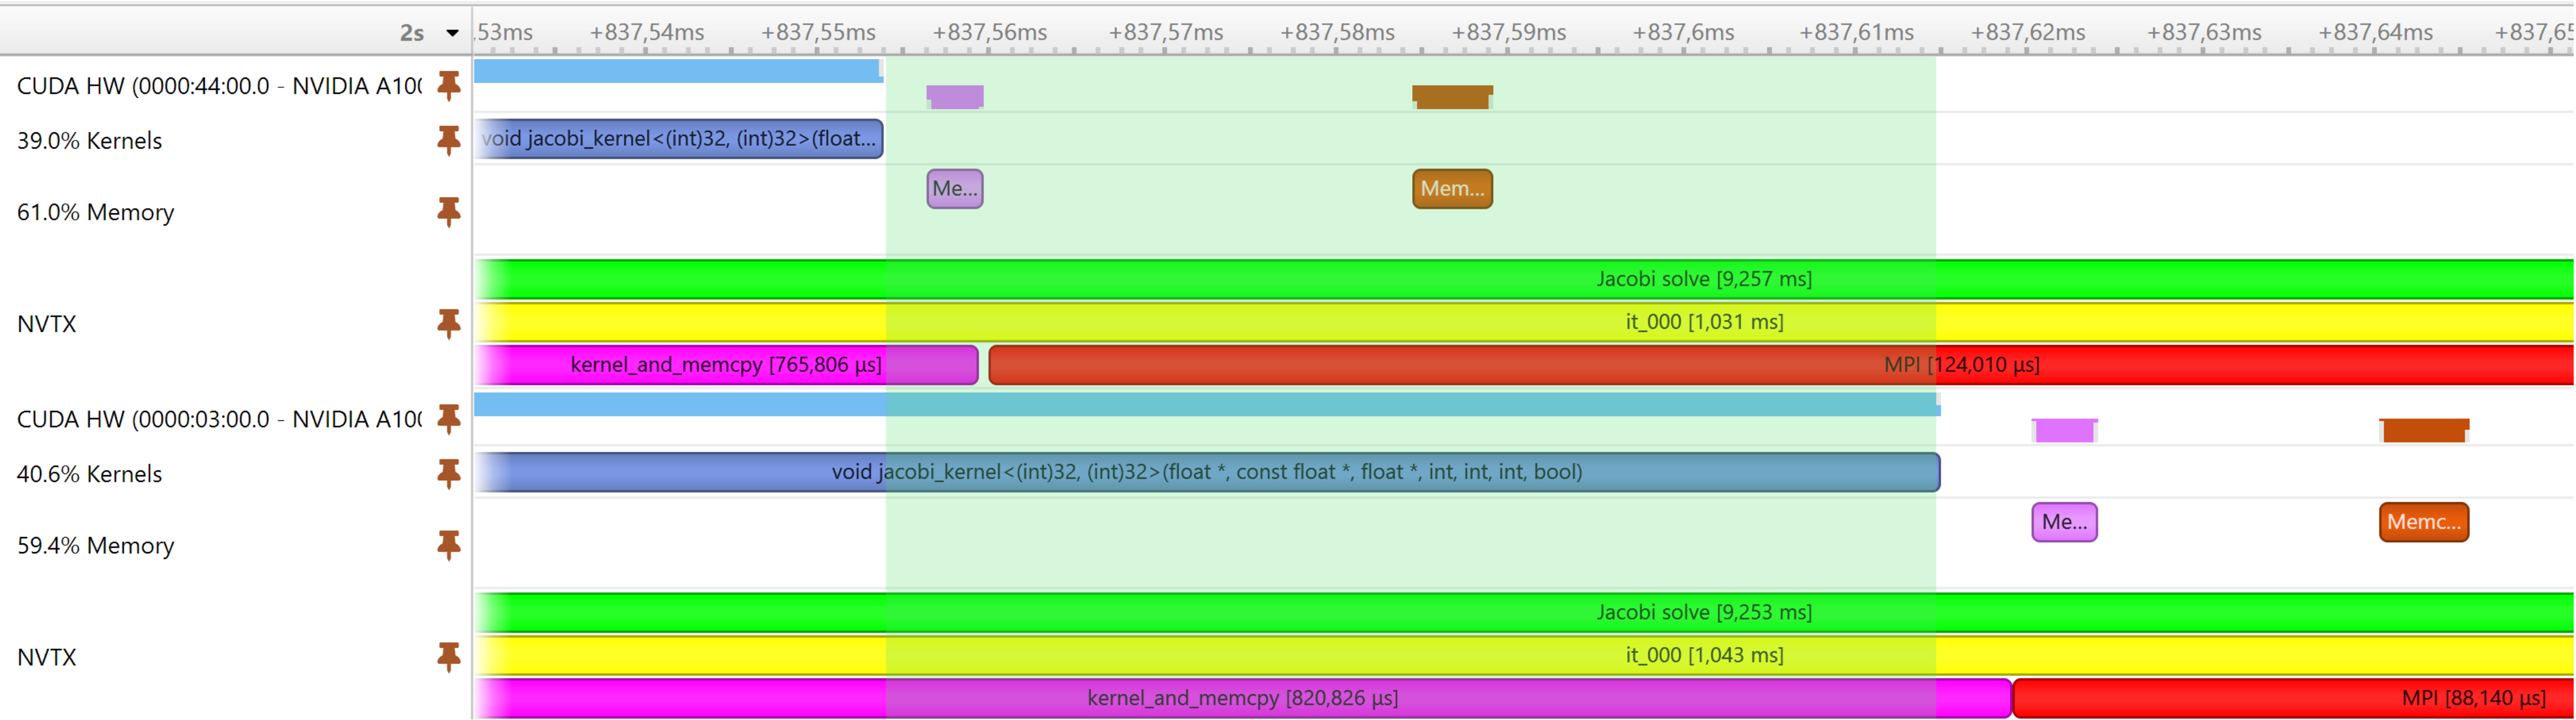 2s ,53ms +837,54ms +837,55ms +837,56ms +837,57ms +837,58ms +837,59ms +837,6ms +837,61ms +837,62ms +837,63ms +837,64ms +837,65
CUDA HW (0000:44:00.0 - NVIDIA A100
39.0% Kernels
void jacobi_kernel<(int)32, (int)32>(float...
61.0% Memory
Me... Mem...
NVTX
Jacobi solve [9,257 ms]
it_000 [1,031 ms]
kernel_and_memcpy [765,806 μs] MPI [124,010 μs]
CUDA HW (0000:03:00.0 - NVIDIA A100
40.6% Kernels
void jacobi_kernel<(int)32, (int)32>(float *, const float *, float *, int, int, int, bool)
59.4% Memory
Me... Memc...
NVTX
Jacobi solve [9,253 ms]
it_000 [1,043 ms]
kernel_and_memcpy [820,826 μs] MPI [88,140 μs]